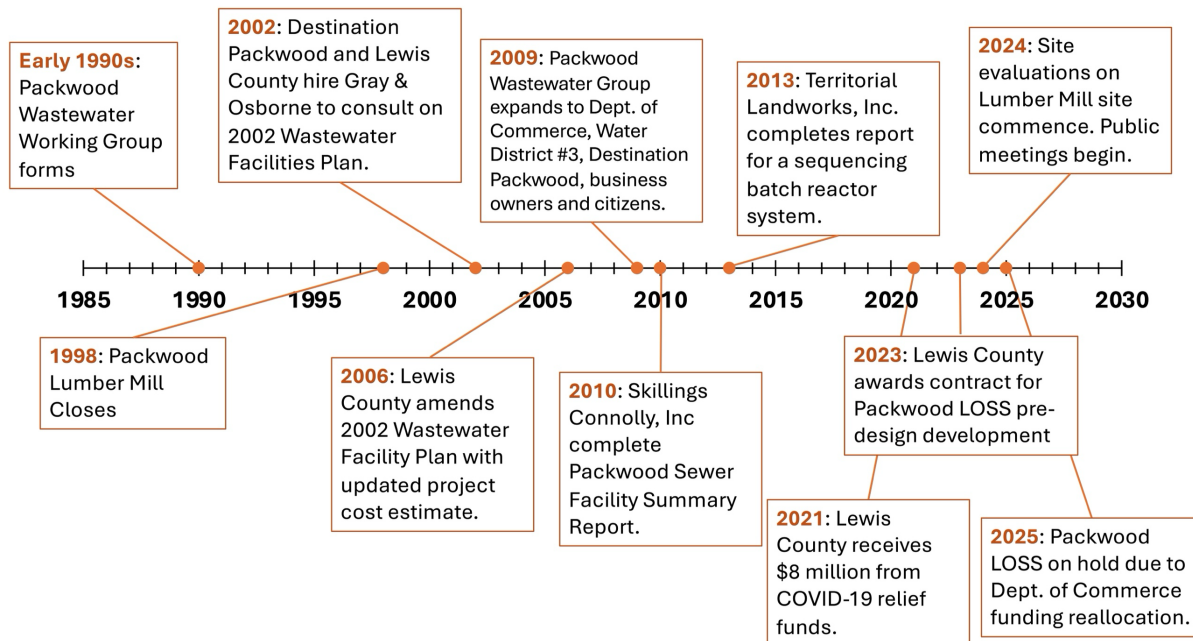 Early 1990s:
Packwood
Wastewater
Working Group
forms
2002: Destination
Packwood and Lewis
County hire Gray &
Osborne to consult on
2002 Wastewater
Facilities Plan.
2009: Packwood
Wastewater Group
expands to Dept. of
Commerce, Water
District #3, Destination
Packwood, business
owners and citizens.
2013: Territorial
Landworks, Inc.
completes report
for a sequencing
batch reactor
system.
2024: Site
evaluations on
Lumber Mill site
commence. Public
meetings begin.
1985 1990 1995 2000 2005 2010 2015 2020 2025 2030
1998: Packwood
Lumber Mill
Closes
2006: Lewis
County amends
2002 Wastewater
Facility Plan with
updated project
cost estimate.
2010: Skillings
Connolly, Inc
complete
Packwood Sewer
Facility Summary
Report.
2023: Lewis County
awards contract for
Packwood LOSS pre-
design development
2021: Lewis
County receives
$8 million from
COVID-19 relief
funds.
2025: Packwood
LOSS on hold due to
Dept. of Commerce
funding reallocation.